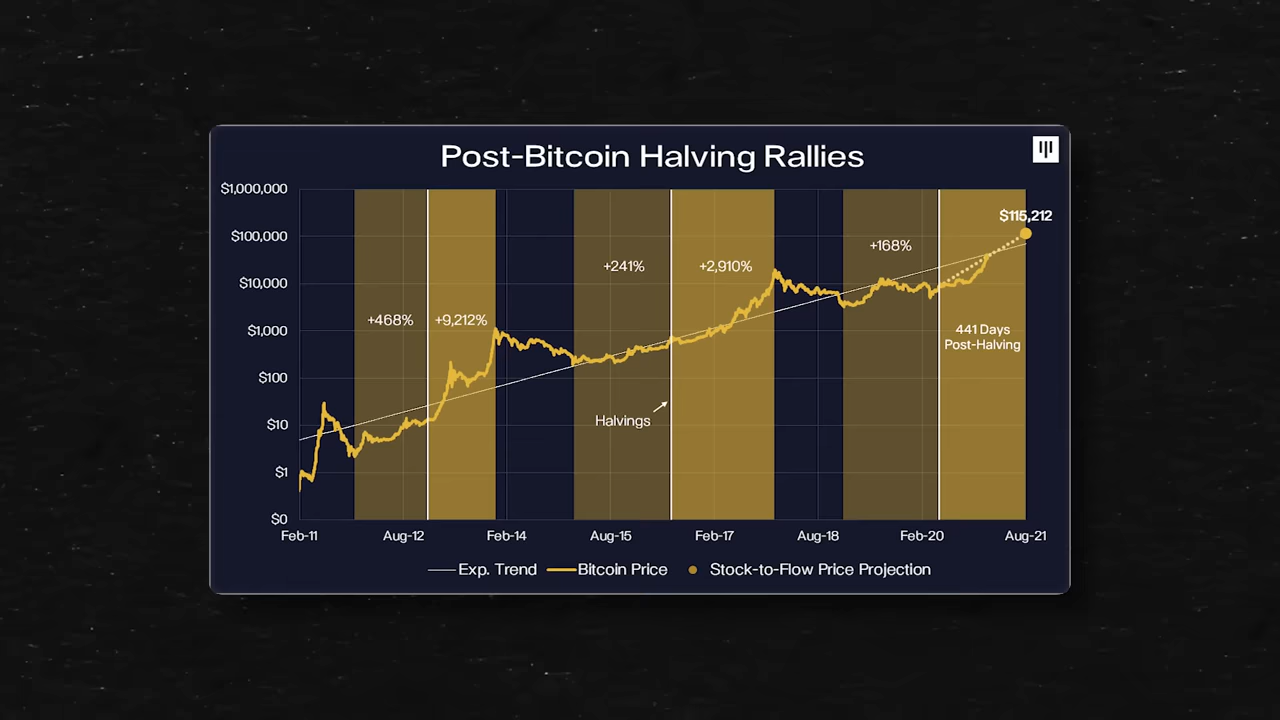 Post-Bitcoin Halving Rallies
$1,000,000
$100,000
$10,000
$1,000
$100
$10
$1
$0
$115,212
+168%
+241%
+2,910%
+468%
+9,212%
441 Days
Post-Halving
Halvings
Feb-11
Aug-12
Feb-14
Aug-15
Feb-17
Aug-18
Feb-20
Aug-21
Exp. Trend
Bitcoin Price
Stock-to-Flow Price Projection